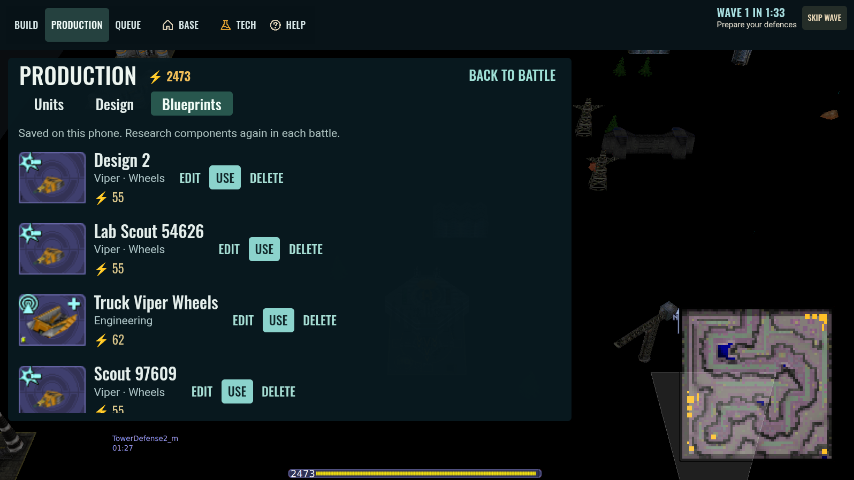 BUILD PRODUCTION QUEUE BASE TECH HELP
WAVE 1 IN 1:33
Prepare your defences
SKIP WAVE
PRODUCTION ⚡ 2473
BACK TO BATTLE
Units Design Blueprints
Saved on this phone. Research components again in each battle.
Design 2
Viper · Wheels
⚡ 55
EDIT USE DELETE
Lab Scout 54626
Viper · Wheels
⚡ 55
EDIT USE DELETE
Truck Viper Wheels
Engineering
⚡ 62
EDIT USE DELETE
Scout 97609
Viper · Wheels
⚡ 55
EDIT USE DELETE
N
TowerDefense2_m
01:27
2473